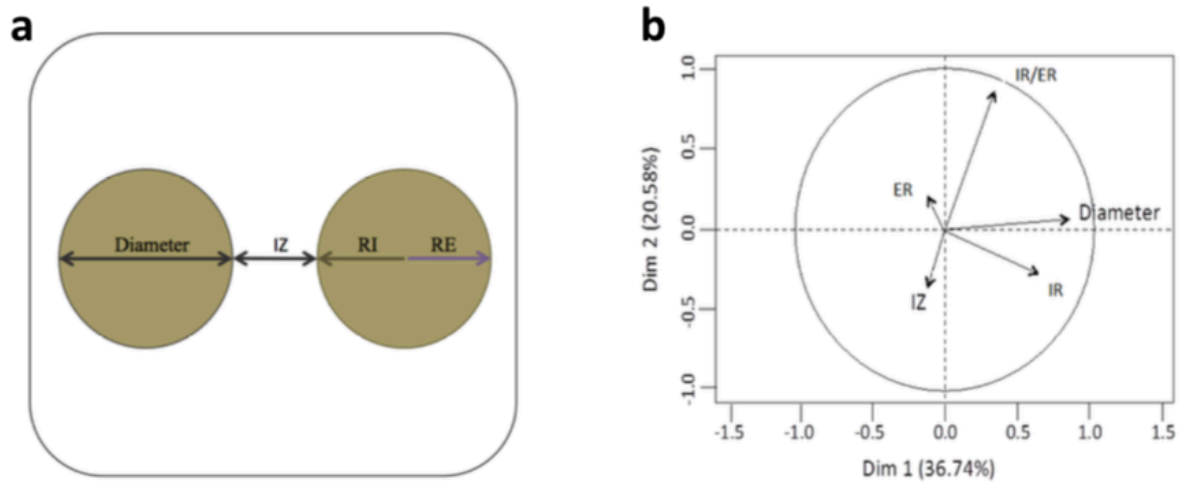 a
Diameter
IZ
RI
RE
b
IR/ER
ER
Diameter
IR
IZ
1.0
0.5
0.0
-0.5
-1.0
Dim 2 (20.58%)
-1.5
-1.0
-0.5
0.0
0.5
1.0
1.5
Dim 1 (36.74%)